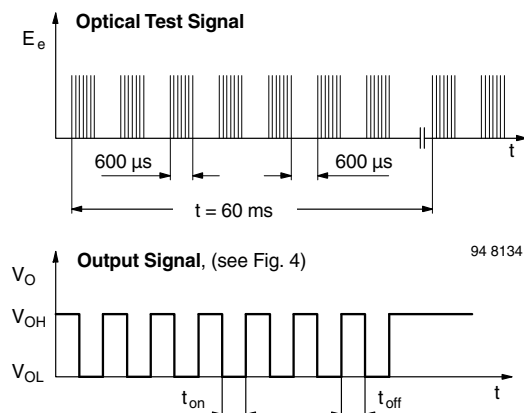 Optical Test Signal
E e
t
600 µs
600 µs
t = 60 ms
94 8134
Output Signal, (see Fig. 4)
V O
V OH
V OL
t on
t off
t